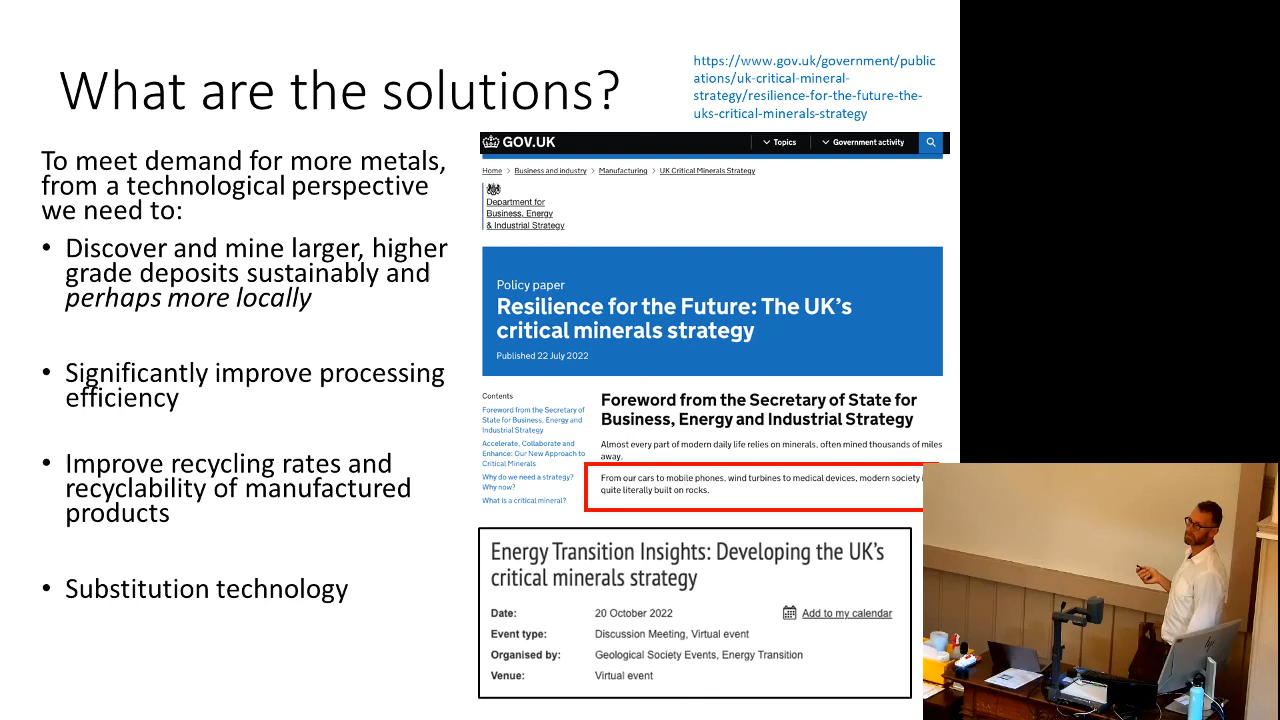 What are the solutions?
https://www.gov.uk/government/public
ations/uk-critical-mineral-
strategy/resilience-for-the-future-the-
uks-critical-minerals-strategy
To meet demand for more metals,
from a technological perspective
we need to:
• Discover and mine larger, higher
grade deposits sustainably and
perhaps more locally
• Significantly improve processing
efficiency
• Improve recycling rates and
recyclability of manufactured
products
• Substitution technology
GOV.UK
Topics
Government activity
Home > Business and industry > Manufacturing > UK Critical Minerals Strategy
Department for
Business, Energy
& Industrial Strategy
Policy paper
Resilience for the Future: The UK's
critical minerals strategy
Published 22 July 2022
Contents
Foreword from the Secretary of
State for Business, Energy and
Industrial Strategy
Accelerate, Collaborate and
Enhance: Our New Approach to
Critical Minerals
Why do we need a strategy?
Why now?
What is a critical mineral?
Foreword from the Secretary of State for
Business, Energy and Industrial Strategy
Almost every part of modern daily life relies on minerals, often mined thousands of miles
away.
From our cars to mobile phones, wind turbines to medical devices, modern society
quite literally built on rocks.
Energy Transition Insights: Developing the UK's
critical minerals strategy
Date: 20 October 2022 Add to my calendar
Event type: Discussion Meeting, Virtual event
Organised by: Geological Society Events, Energy Transition
Venue: Virtual event
hp